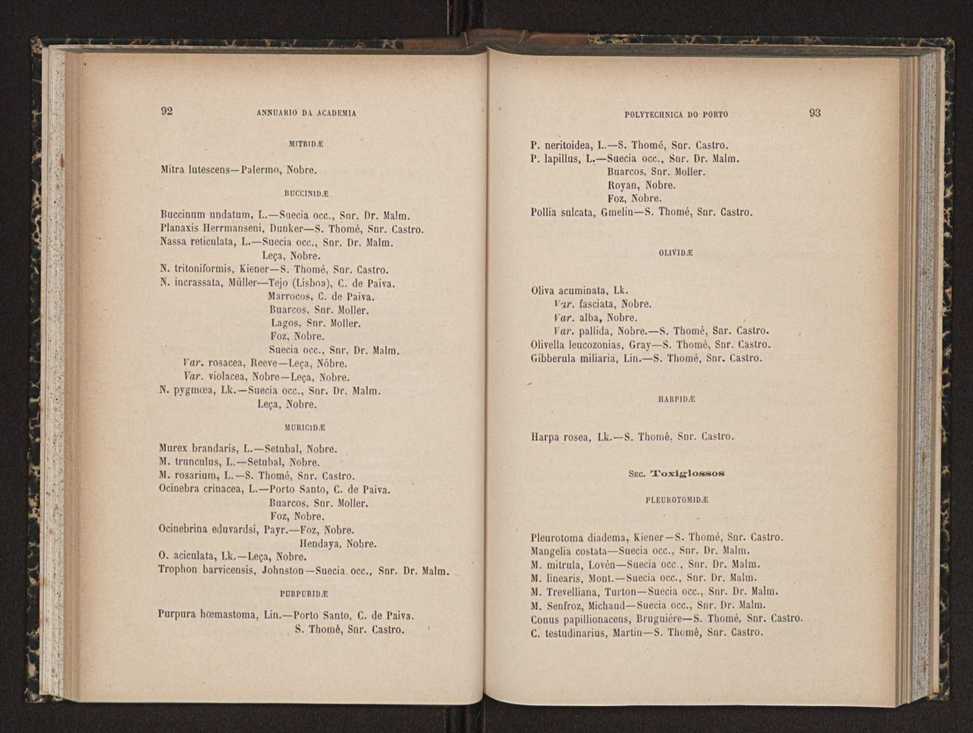 92
ANNUARIO DA ACADEMIA
MITRIDÆ
Mitra lutescens—Palermo, Nobre.
BUCCINIDÆ
Buccinum undatum, L.—Suecia occ., Snr. Dr. Malm.
Planaxis Herrmanseni, Dunker—S. Thomé, Snr. Castro.
Nassa reticulata, L.—Suecia occ., Snr. Dr. Malm.
Leça, Nobre.
N. tritoniformis, Kiener—S. Thomé, Snr. Castro.
N. incrassata, Müller—Tejo (Lisboa), C. de Paiva.
Marrocos, C. de Paiva.
Buarcos, Snr. Moller.
Lagos, Snr. Moller.
Foz, Nobre.
Suecia occ., Snr. Dr. Malm.
Var. rosacea, Reeve—Leça, Nobre.
Var. violacea, Nobre—Leça, Nobre.
N. pygmœa, Lk.—Suecia occ., Snr. Dr. Malm.
Leça, Nobre.
MURICIDÆ
Murex brandaris, L.—Setubal, Nobre.
M. trunculus, L.—Setubal, Nobre.
M. rosarium, L.—S. Thomé, Snr. Castro.
Ocinebra crinacea, L.—Porto Santo, C. de Paiva.
Buarcos, Snr. Moller.
Foz, Nobre.
Ocinebrina eduvardsi, Payr.—Foz, Nobre.
Hendaya, Nobre.
O. aciculata, Lk.—Leça, Nobre.
Trophon barvicensis, Johnston—Suecia occ., Snr. Dr. Malm.
PURPURIDÆ
Purpura hœmastoma, Lin.—Porto Santo, C. de Paiva.
S. Thomé, Snr. Castro.
POLYTECHNICA DO PORTO
93
P. neritoidea, L.—S. Thomé, Snr. Castro.
P. lapillus, L.—Suecia occ., Snr. Dr. Malm.
Buarcos, Snr. Moller.
Royan, Nobre.
Foz, Nobre.
Pollia sulcata, Gmelin—S. Thomé, Snr. Castro.
OLIVIDÆ
Oliva acuminata, Lk.
Var. fasciata, Nobre.
Var. alba, Nobre.
Var. pallida, Nobre.—S. Thomé, Snr. Castro.
Olivella leucozonias, Gray—S. Thomé, Snr. Castro.
Gibberula miliaria, Lin.—S. Thomé, Snr. Castro.
HARPIDÆ
Harpa rosea, Lk.—S. Thomé, Snr. Castro.
SEC. Toxiglossos
PLEUROTOMIDÆ
Pleurotoma diadema, Kiener—S. Thomé, Snr. Castro.
Mangelia costata—Suecia occ., Snr. Dr. Malm.
M. mitrula, Lovén—Suecia occ., Snr. Dr. Malm.
M. linearis, Mont.—Suecia occ., Snr. Dr. Malm.
M. Trevelliana, Turton—Suecia occ., Snr. Dr. Malm.
M. Senfroz, Michaud—Suecia occ., Snr. Dr. Malm.
Conus papillionaceus, Bruguiére—S. Thomé, Snr. Castro.
C. testudinarius, Martin—S. Thomé, Snr. Castro.